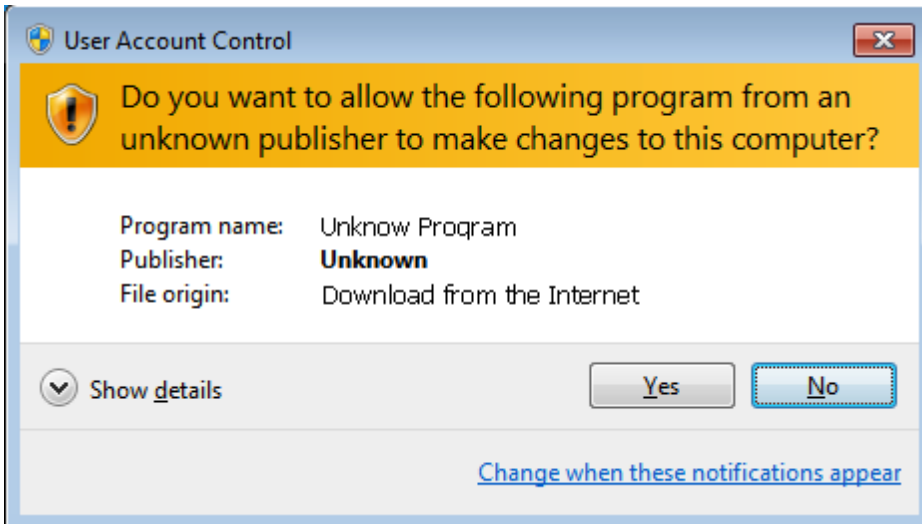 User Account Control
Do you want to allow the following program from an
unknown publisher to make changes to this computer?
Program name: Unknow Program
Publisher: Unknown
File origin: Download from the Internet
Show details
Yes
No
Change when these notifications appear